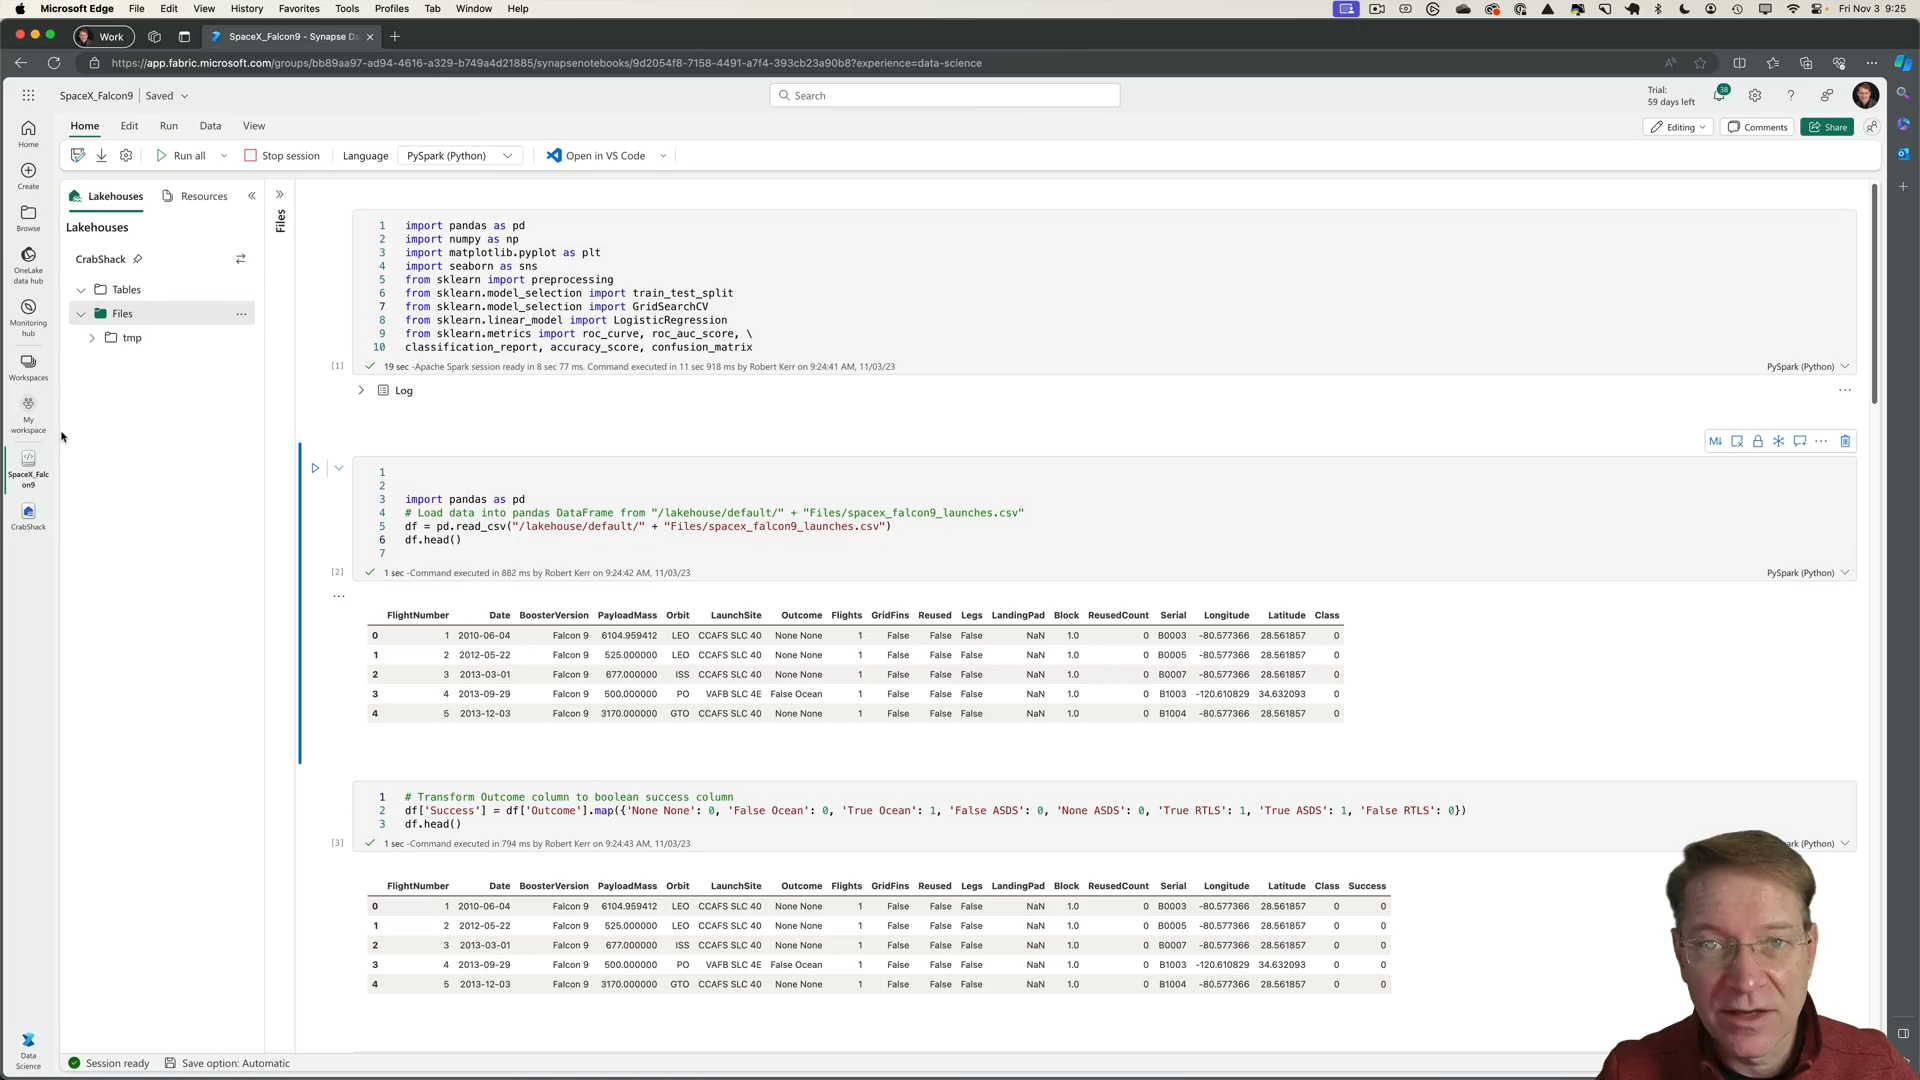 Microsoft Edge File Edit View History Favorites Tools Profiles Tab Window Help Fri Nov 3 9:25
Work SpaceX_Falcon9 - Synapse Da
https://app.fabric.microsoft.com/groups/bb89aa97-ad94-4616-a329-b749a4d21885/synapsenotebooks/9d2054f8-7158-4491-a7f4-393cb23a90b8?experience=data-science
SpaceX_Falcon9 Saved Search Trial: 59 days left 38
Home Edit Run Data View Editing Comments Share
Run all Stop session Language PySpark (Python) Open in VS Code
Home
Create
Browse
OneLake data hub
Monitoring hub
Workspaces
My workspace
SpaceX_Falcon9
CrabShack
Data Science
Lakehouses Resources
Lakehouses
CrabShack
Tables
Files
tmp
Files
1 import pandas as pd
2 import numpy as np
3 import matplotlib.pyplot as plt
4 import seaborn as sns
5 from sklearn import preprocessing
6 from sklearn.model_selection import train_test_split
7 from sklearn.model_selection import GridSearchCV
8 from sklearn.linear_model import LogisticRegression
9 from sklearn.metrics import roc_curve, roc_auc_score, \
10 classification_report, accuracy_score, confusion_matrix
[1] 19 sec -Apache Spark session ready in 8 sec 77 ms. Command executed in 11 sec 918 ms by Robert Kerr on 9:24:41 AM, 11/03/23 PySpark (Python)
Log
M↓
1
2
3 import pandas as pd
4 # Load data into pandas DataFrame from "/lakehouse/default/" + "Files/spacex_falcon9_launches.csv"
5 df = pd.read_csv("/lakehouse/default/" + "Files/spacex_falcon9_launches.csv")
6 df.head()
7
[2] 1 sec -Command executed in 882 ms by Robert Kerr on 9:24:42 AM, 11/03/23 PySpark (Python)
FlightNumber Date BoosterVersion PayloadMass Orbit LaunchSite Outcome Flights GridFins Reused Legs LandingPad Block ReusedCount Serial Longitude Latitude Class
0 1 2010-06-04 Falcon 9 6104.959412 LEO CCAFS SLC 40 None None 1 False False False NaN 1.0 0 B0003 -80.577366 28.561857 0
1 2 2012-05-22 Falcon 9 525.000000 LEO CCAFS SLC 40 None None 1 False False False NaN 1.0 0 B0005 -80.577366 28.561857 0
2 3 2013-03-01 Falcon 9 677.000000 ISS CCAFS SLC 40 None None 1 False False False NaN 1.0 0 B0007 -80.577366 28.561857 0
3 4 2013-09-29 Falcon 9 500.000000 PO VAFB SLC 4E False Ocean 1 False False False NaN 1.0 0 B1003 -120.610829 34.632093 0
4 5 2013-12-03 Falcon 9 3170.000000 GTO CCAFS SLC 40 None None 1 False False False NaN 1.0 0 B1004 -80.577366 28.561857 0
1 # Transform Outcome column to boolean success column
2 df['Success'] = df['Outcome'].map({'None None': 0, 'False Ocean': 0, 'True Ocean': 1, 'False ASDS': 0, 'None ASDS': 0, 'True RTLS': 1, 'True ASDS': 1, 'False RTLS': 0})
3 df.head()
[3] 1 sec -Command executed in 794 ms by Robert Kerr on 9:24:43 AM, 11/03/23 ark (Python)
FlightNumber Date BoosterVersion PayloadMass Orbit LaunchSite Outcome Flights GridFins Reused Legs LandingPad Block ReusedCount Serial Longitude Latitude Class Success
0 1 2010-06-04 Falcon 9 6104.959412 LEO CCAFS SLC 40 None None 1 False False False NaN 1.0 0 B0003 -80.577366 28.561857 0 0
1 2 2012-05-22 Falcon 9 525.000000 LEO CCAFS SLC 40 None None 1 False False False NaN 1.0 0 B0005 -80.577366 28.561857 0 0
2 3 2013-03-01 Falcon 9 677.000000 ISS CCAFS SLC 40 None None 1 False False False NaN 1.0 0 B0007 -80.577366 28.561857 0 0
3 4 2013-09-29 Falcon 9 500.000000 PO VAFB SLC 4E False Ocean 1 False False False NaN 1.0 0 B1003 -120.610829 34.632093 0 0
4 5 2013-12-03 Falcon 9 3170.000000 GTO CCAFS SLC 40 None None 1 False False False NaN 1.0 0 B1004 -80.577366 28.561857 0 0
Session ready Save option: Automatic